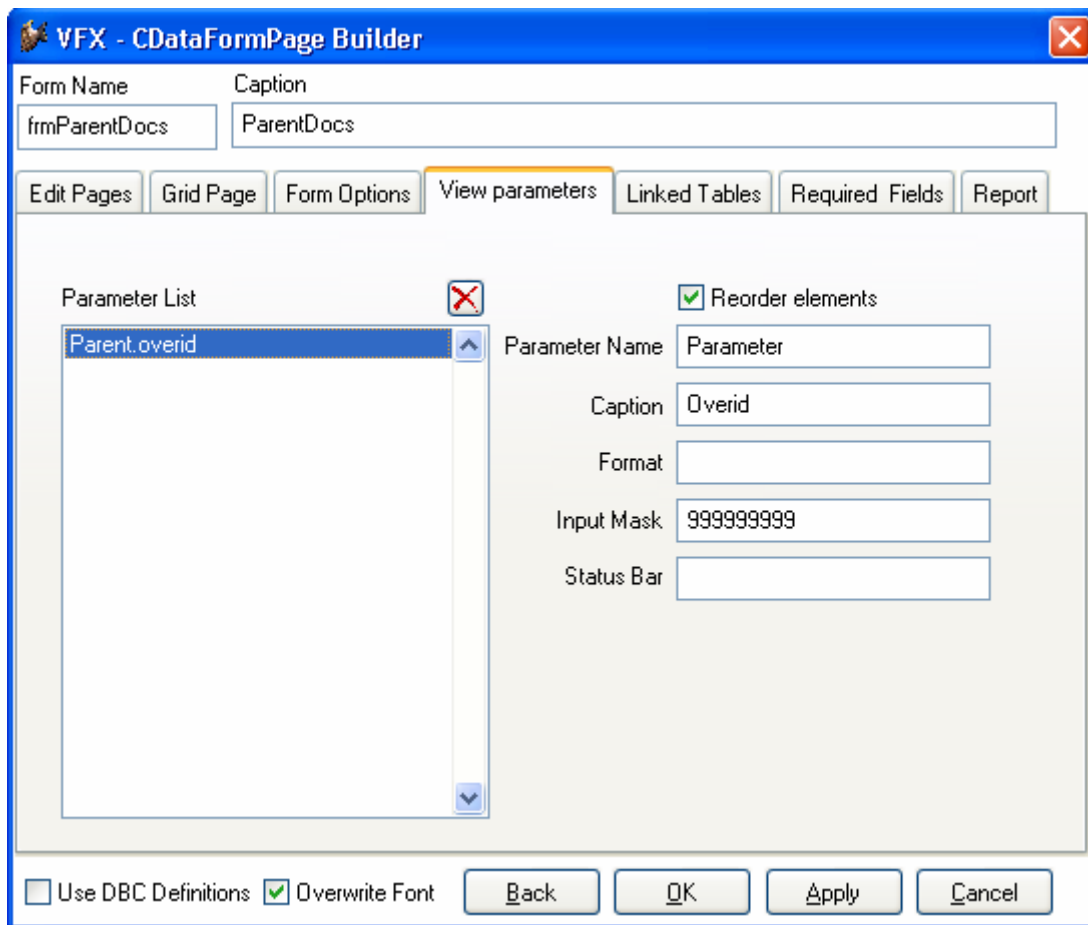 VFX - CDataFormPage Builder
Form Name Caption
frmParentDocs ParentDocs
Edit Pages Grid Page Form Options View parameters Linked Tables Required Fields Report
Parameter List Reorder elements
Parent.overid Parameter Name Parameter
Caption Overid
Format
Input Mask 999999999
Status Bar
Use DBC Definitions Overwrite Font Back OK Apply Cancel